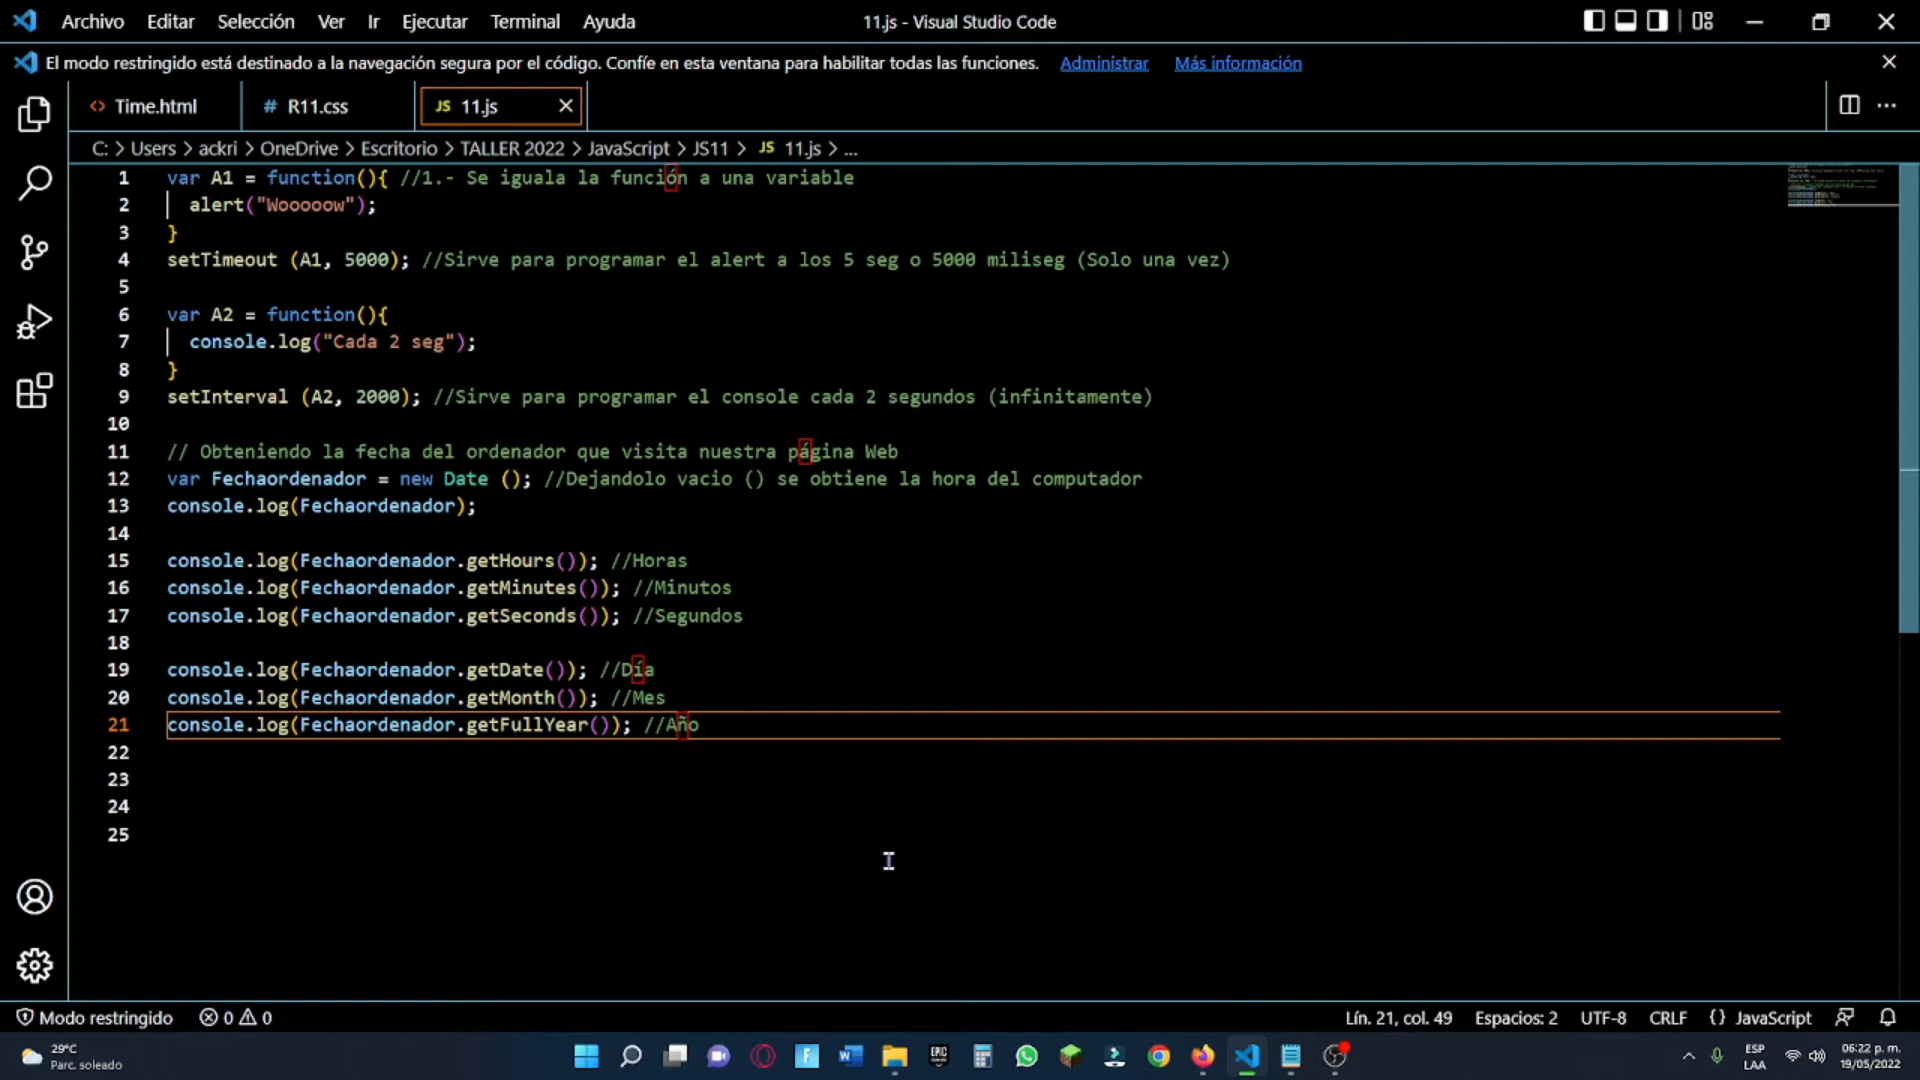 Archivo Editar Selección Ver Ir Ejecutar Terminal Ayuda 11.js - Visual Studio Code
El modo restringido está destinado a la navegación segura por el código. Confíe en esta ventana para habilitar todas las funciones. Administrar Más información
<> Time.html # R11.css JS 11.js
C: > Users > ackri > OneDrive > Escritorio > TALLER 2022 > JavaScript > JS11 > JS 11.js > ...
1 var A1 = function(){ //1.- Se iguala la función a una variable
2 alert("Wooooow");
3 }
4 setTimeout (A1, 5000); //Sirve para programar el alert a los 5 seg o 5000 miliseg (Solo una vez)
5
6 var A2 = function(){
7 console.log("Cada 2 seg");
8 }
9 setInterval (A2, 2000); //Sirve para programar el console cada 2 segundos (infinitamente)
10
11 // Obteniendo la fecha del ordenador que visita nuestra página Web
12 var Fechaordenador = new Date (); //Dejandolo vacio () se obtiene la hora del computador
13 console.log(Fechaordenador);
14
15 console.log(Fechaordenador.getHours()); //Horas
16 console.log(Fechaordenador.getMinutes()); //Minutos
17 console.log(Fechaordenador.getSeconds()); //Segundos
18
19 console.log(Fechaordenador.getDate()); //Día
20 console.log(Fechaordenador.getMonth()); //Mes
21 console.log(Fechaordenador.getFullYear()); //Año
22
23
24
25
Modo restringido 0 0 Lín. 21, col. 49 Espacios: 2 UTF-8 CRLF {} JavaScript
29°C
Parc. soleado
EPIC
ESP
LAA
06:22 p. m.
19/05/2022